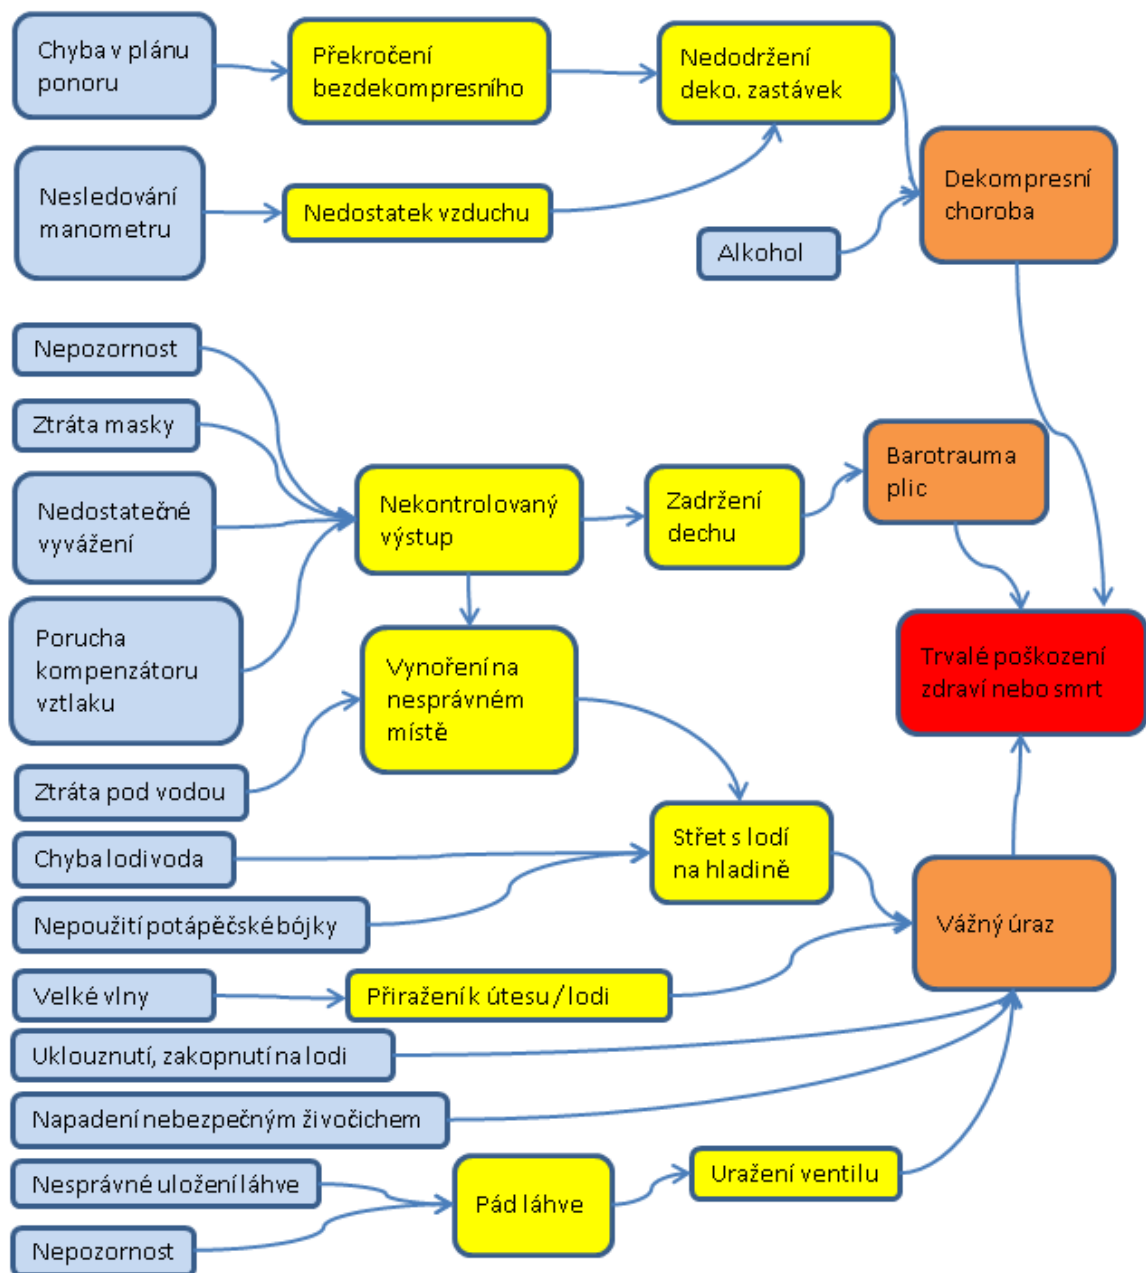 Chyba v plánu
ponoru
Překročení
bezdekompresního
Nedodržení
deko. zastávek
Nesledování
manometru
Nedostatek vzduchu
Alkohol
Dekompresní
choroba
Nepozornost
Ztráta masky
Nedostatečné
vyvážení
Porucha
kompenzátoru
vztlaku
Nekontrolovaný
výstup
Zadržení
dechu
Barotrauma
plic
Vynoření na
nesprávném
místě
Trvalé poškození
zdraví nebo smrt
Ztráta pod vodou
Chyba lodivoda
Nepoužití potápěčské bójky
Střet s lodí
na hladině
Vážný úraz
Velké vlny
Přiražení k útesu / lodi
Uklouznutí, zakopnutí na lodi
Napadení nebezpečným živočichem
Nesprávné uložení láhve
Nepozornost
Pád láhve
Uražení ventilu